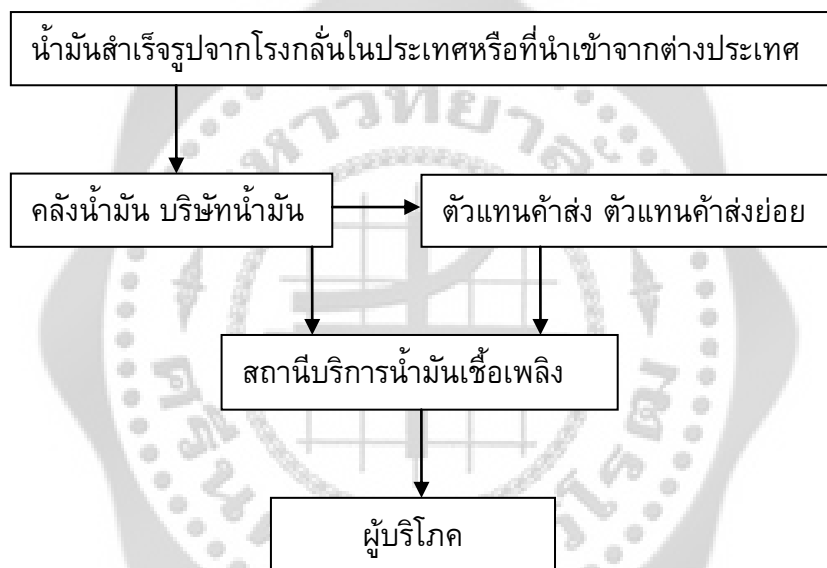 น้ำมันสำเร็จรูปจากโรงกลั่นในประเทศหรือที่นำเข้าจากต่างประเทศ
คลังน้ำมัน บริษัทน้ำมัน
ตัวแทนค้าส่ง ตัวแทนค้าส่งย่อย
สถานีบริการน้ำมันเชื้อเพลิง
ผู้บริโภค